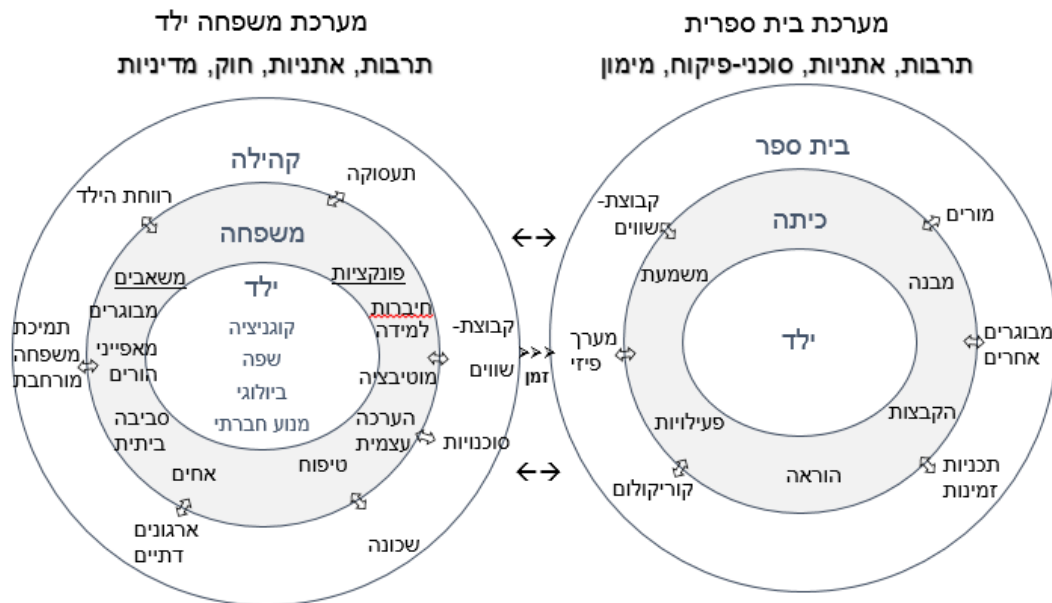 מערכת בית ספרית
תרבות, אתניות, סוכני-פיקוח, מימון
בית ספר
קבוצת-
שווים
כיתה
מורים
משמעת
מבנה
ילד
מערך
פיזי
מבוגרים
אחרים
פעילויות
הקבצות
הוראה
קוריקולום
תכניות
זמינות
זמן
מערכת משפחה ילד
תרבות, אתניות, חוק, מדיניות
קהילה
תעסוקה
רווחת הילד
משפחה
פונקציות
משאבים
ילד
חיברות
למידה
מבוגרים
קוגניציה
קבוצת-
שווים
תמיכת
משפחה
מורחבת
מאפייני
הורים
שפה
מוטיבציה
ביולוגי
הערכה
עצמית
סביבה
ביתית
מנוע חברתי
סוכנויות
טיפוח
אחים
ארגונים
דתיים
שכונה